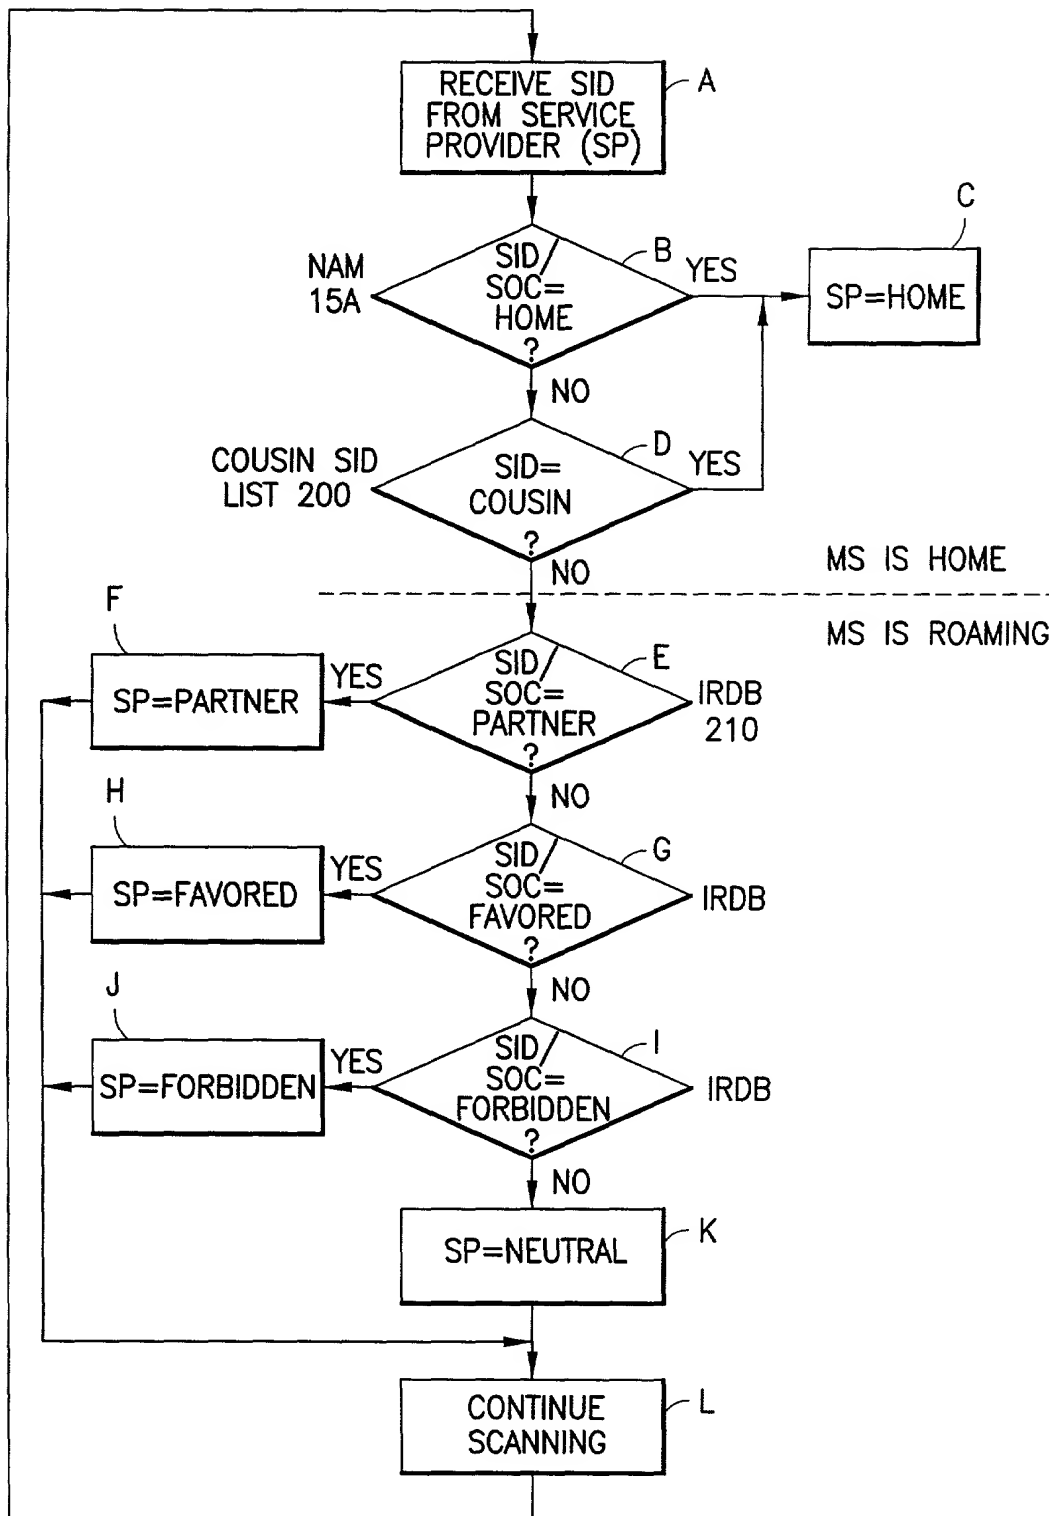 RECEIVE SID
FROM SERVICE
PROVIDER (SP)
A
NAM
15A
SID/
SOC=
HOME
?
B
YES
C
SP=HOME
NO
COUSIN SID
LIST 200
SID=
COUSIN
?
D
YES
NO
MS IS HOME
MS IS ROAMING
F
SP=PARTNER
YES
SID/
SOC=
PARTNER
?
E
IRDB
210
NO
H
SP=FAVORED
YES
SID/
SOC=
FAVORED
?
G
IRDB
NO
J
SP=FORBIDDEN
YES
SID/
SOC=
FORBIDDEN
?
I
IRDB
NO
SP=NEUTRAL
K
CONTINUE
SCANNING
L